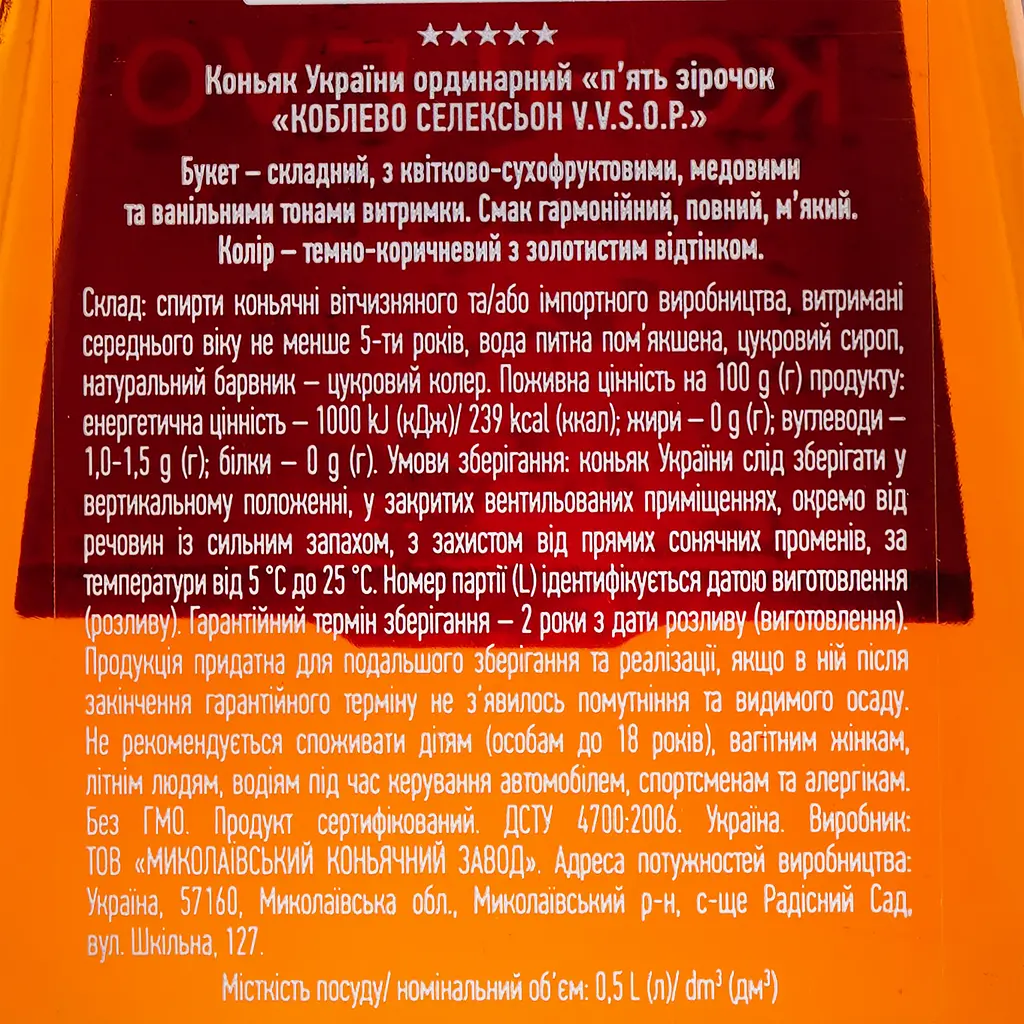 ★★★★★
Коньяк України ординарний «п’ять зірочок
«КОБЛЕВО СЕЛЕКСЬОН V.V.S.O.P.»
Букет – складний, з квітково-сухофруктовими, медовими
та ванільними тонами витримки. Смак гармонійний, повний, м’який.
Колір – темно-коричневий з золотистим відтінком.
Склад: спирти коньячні вітчизняного та/або імпортного виробництва, витримані
середнього віку не менше 5-ти років, вода питна пом’якшена, цукровий сироп,
натуральний барвник – цукровий колер. Поживна цінність на 100 g (г) продукту:
енергетична цінність – 1000 kJ (кДж)/ 239 kcal (ккал); жири – 0 g (г); вуглеводи –
1,0-1,5 g (г); білки – 0 g (г). Умови зберігання: коньяк України слід зберігати у
вертикальному положенні, у закритих вентильованих приміщеннях, окремо від
речовин із сильним запахом, з захистом від прямих сонячних променів, за
температури від 5 °C до 25 °C. Номер партії (L) ідентифікується датою виготовлення
(розливу). Гарантійний термін зберігання – 2 роки з дати розливу (виготовлення).
Продукція придатна для подальшого зберігання та реалізації, якщо в ній після
закінчення гарантійного терміну не з’явилось помутніння та видимого осаду.
Не рекомендується споживати дітям (особам до 18 років), вагітним жінкам,
літнім людям, водіям під час керування автомобілем, спортсменам та алергікам.
Без ГМО. Продукт сертифікований. ДСТУ 4700:2006. Україна. Виробник:
ТОВ «МИКОЛАЇВСЬКИЙ КОНЬЯЧНИЙ ЗАВОД». Адреса потужностей виробництва:
Україна, 57160, Миколаївська обл., Миколаївський р-н, с-ще Радісний Сад,
вул. Шкільна, 127.
Місткість посуду/ номінальний об’єм: 0,5 L (л)/ dm³ (дм³)